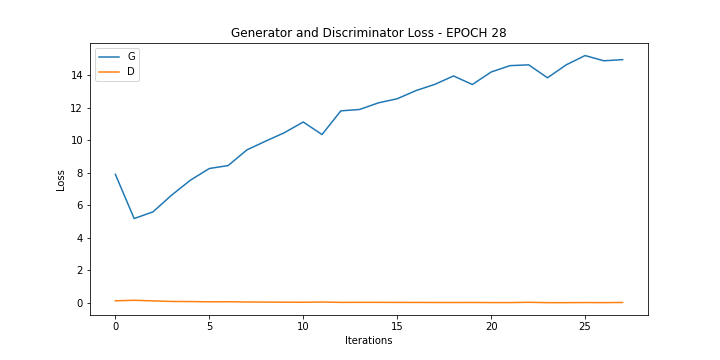 Generator and Discriminator Loss - EPOCH 28
G
D
14
12
10
8
6
4
2
0
Loss
0 5 10 15 20 25
Iterations